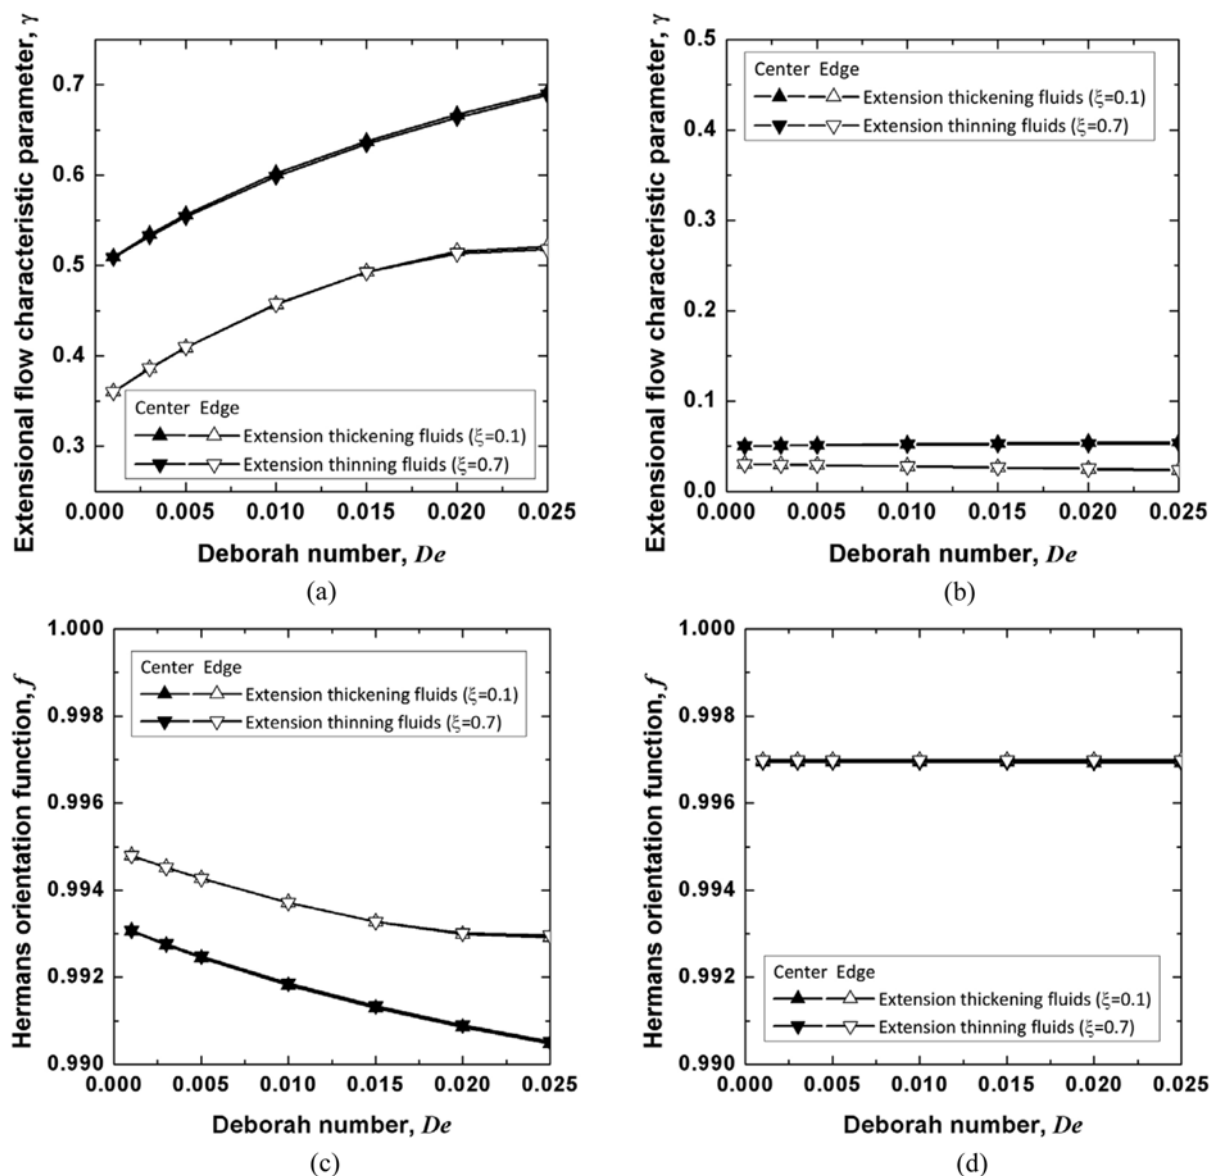 Extensional flow characteristic parameter, γ
0.7
0.6
0.5
0.4
0.3
Center Edge
Extension thickening fluids (ξ=0.1)
Extension thinning fluids (ξ=0.7)
0.000 0.005 0.010 0.015 0.020 0.025
Deborah number, De
(a)
Extensional flow characteristic parameter, γ
0.5
0.4
0.3
0.2
0.1
0.0
Center Edge
Extension thickening fluids (ξ=0.1)
Extension thinning fluids (ξ=0.7)
0.000 0.005 0.010 0.015 0.020 0.025
Deborah number, De
(b)
Hermans orientation function, f
1.000
0.998
0.996
0.994
0.992
0.990
Center Edge
Extension thickening fluids (ξ=0.1)
Extension thinning fluids (ξ=0.7)
0.000 0.005 0.010 0.015 0.020 0.025
Deborah number, De
(c)
Hermans orientation function, f
1.000
0.998
0.996
0.994
0.992
0.990
Center Edge
Extension thickening fluids (ξ=0.1)
Extension thinning fluids (ξ=0.7)
0.000 0.005 0.010 0.015 0.020 0.025
Deborah number, De
(d)